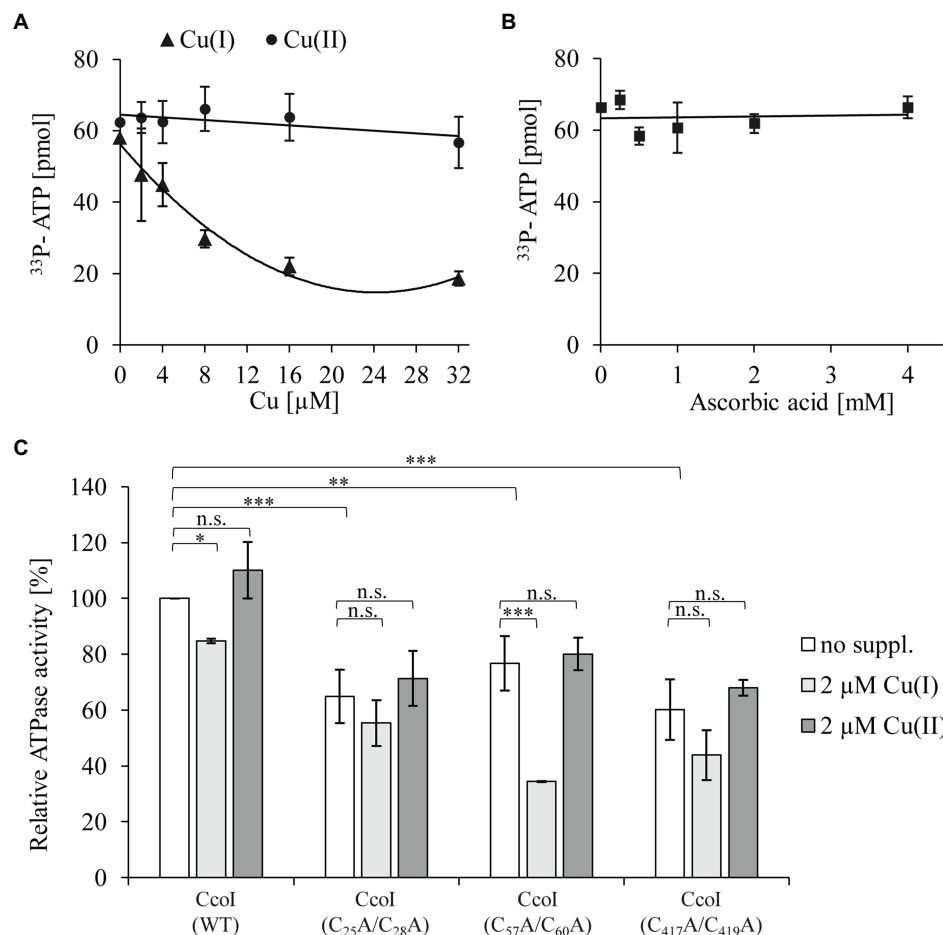 A
▲ Cu(I) ● Cu(II)
³³P- ATP [pmol]
80
60
40
20
0
0 4 8 12 16 20 24 28 32
Cu [µM]
B
³³P- ATP [pmol]
80
60
40
20
0
0 1 2 3 4
Ascorbic acid [mM]
C
Relative ATPase activity [%]
140
120
100
80
60
40
20
0
***
**
***
n.s.
*
n.s.
n.s.
n.s.
***
n.s.
n.s.
no suppl.
2 µM Cu(I)
2 µM Cu(II)
CcoI
(WT)
CcoI
(C₂₅A/C₂₈A)
CcoI
(C₅₇A/C₆₀A)
CcoI
(C₄₁₇A/C₄₁₉A)